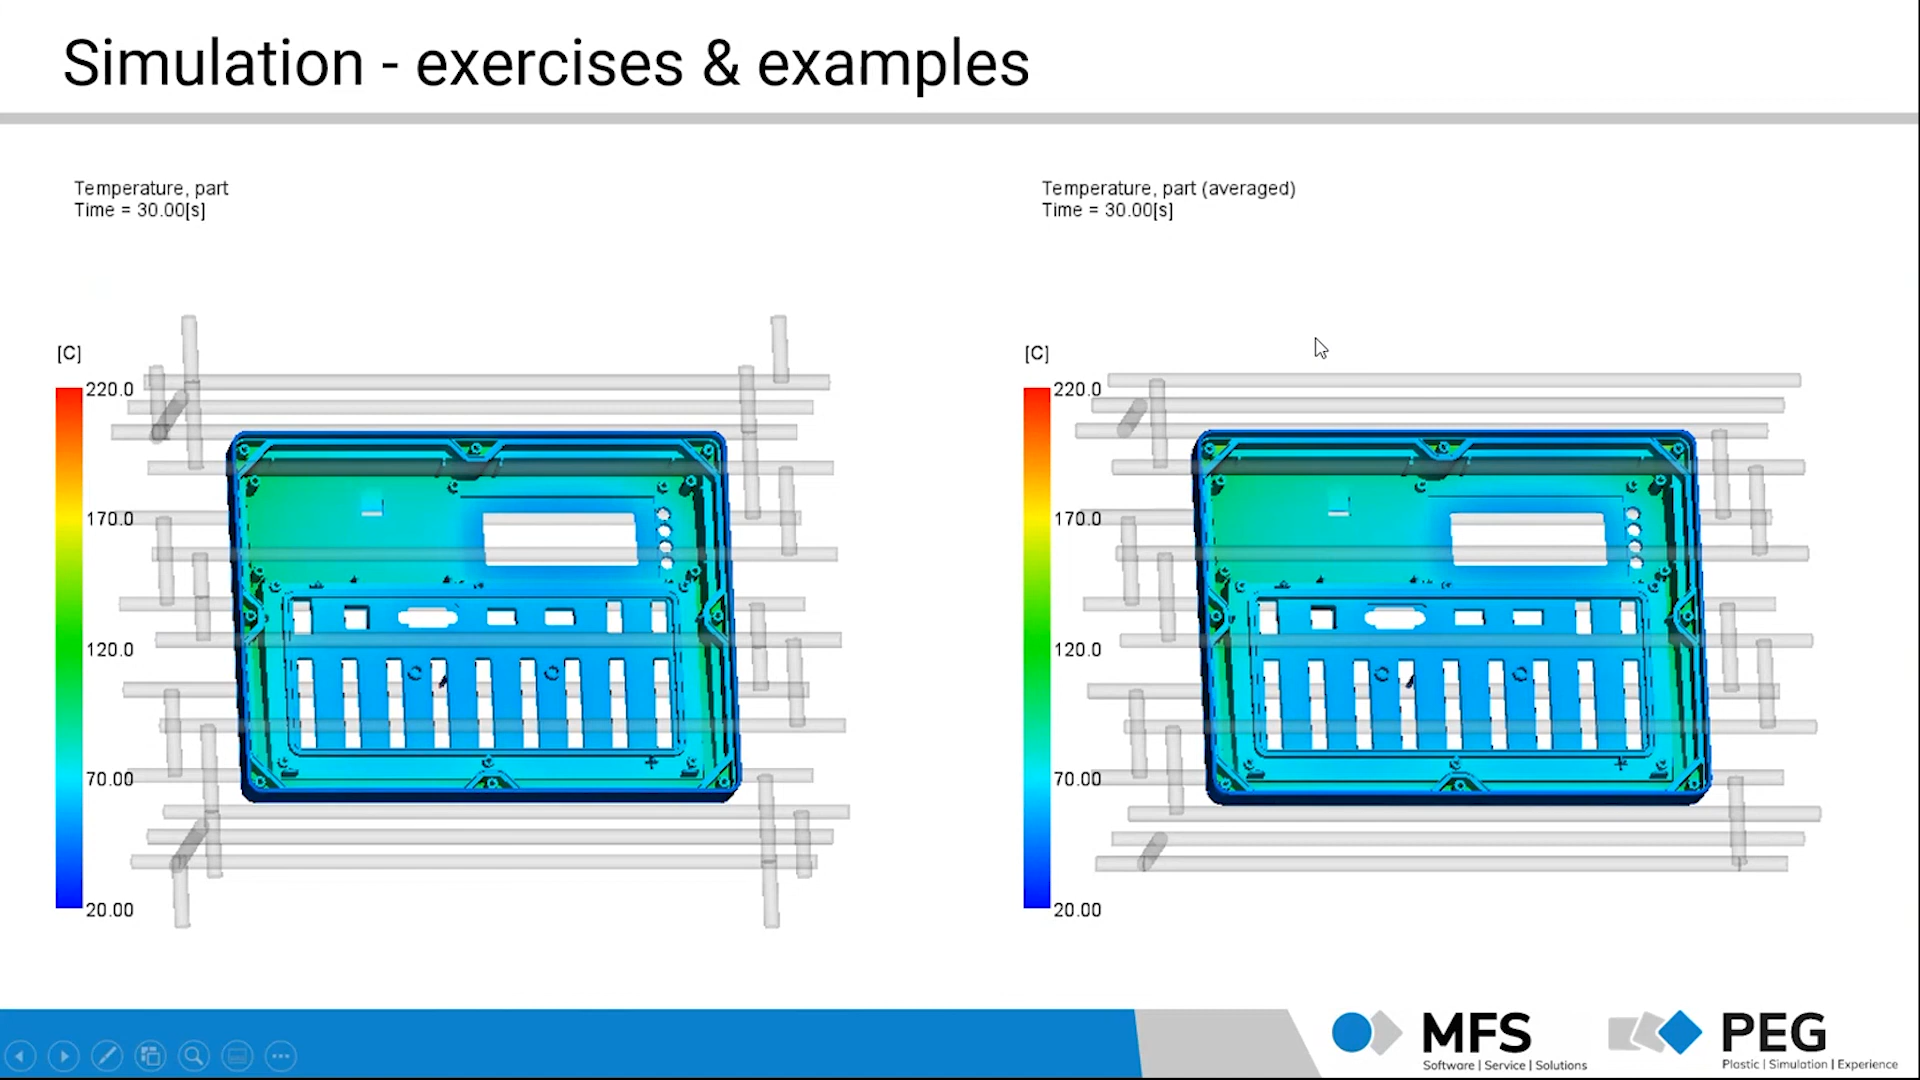 Simulation - exercises & examples
Temperature, part
Time = 30.00[s]
[C]
220.0
170.0
120.0
70.00
20.00
Temperature, part (averaged)
Time = 30.00[s]
[C]
220.0
170.0
120.0
70.00
20.00
MFS
Software | Service | Solutions
PEG
Plastic | Simulation | Experience